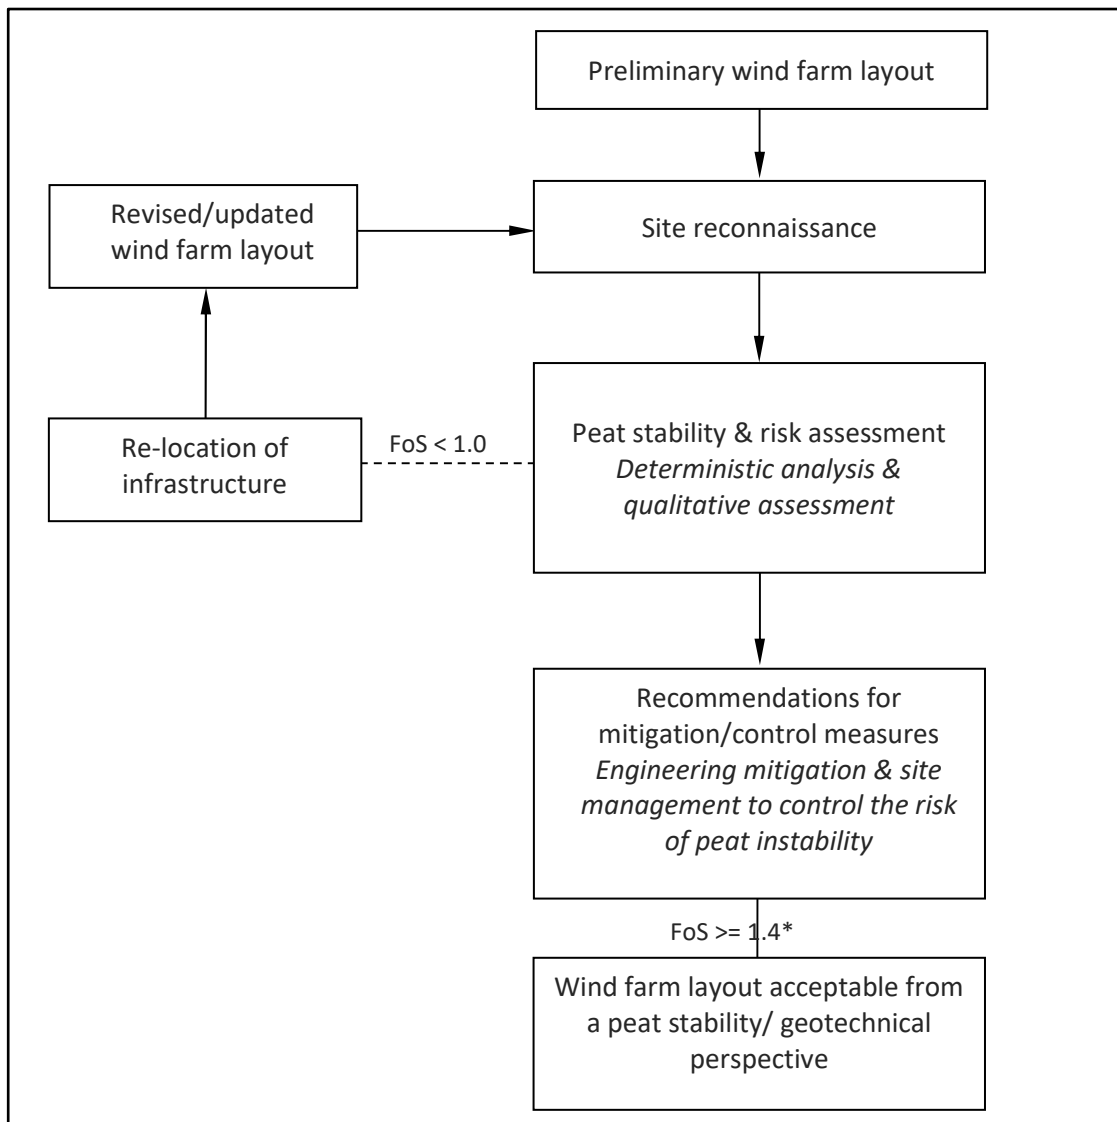 Preliminary wind farm layout
Revised/updated
wind farm layout
Site reconnaissance
Re-location of
infrastructure
FoS < 1.0
Peat stability & risk assessment
Deterministic analysis &
qualitative assessment
Recommendations for
mitigation/control measures
Engineering mitigation & site
management to control the risk
of peat instability
FoS >= 1.4*
Wind farm layout acceptable from
a peat stability/ geotechnical
perspective